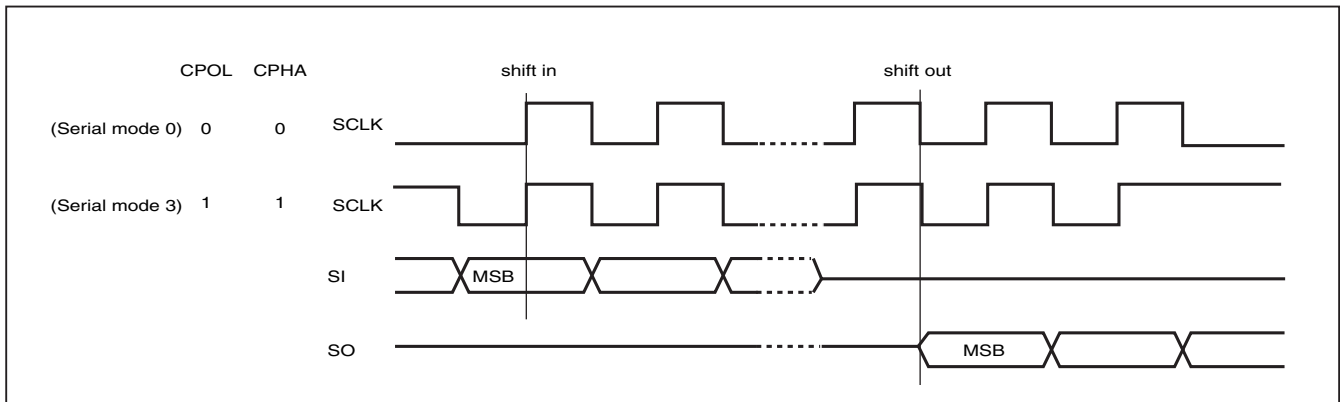 CPOL CPHA shift in shift out
(Serial mode 0) 0 0 SCLK
(Serial mode 3) 1 1 SCLK
SI MSB
SO MSB